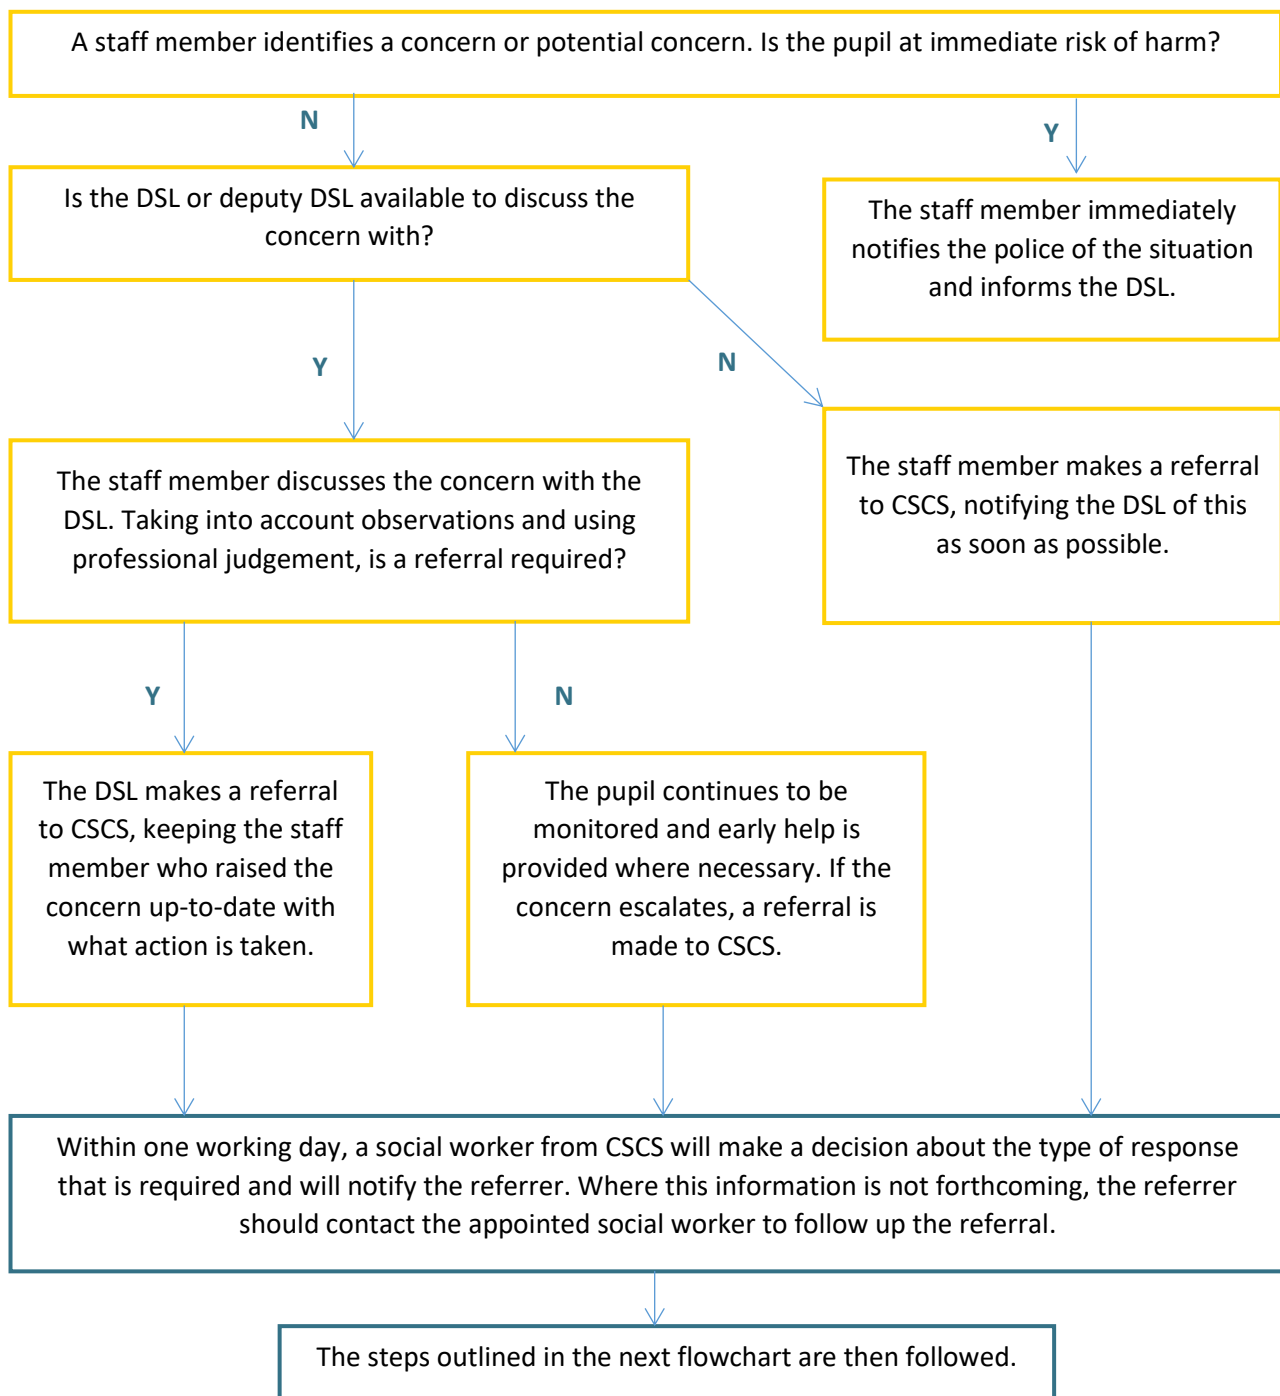 A staff member identifies a concern or potential concern. Is the pupil at immediate risk of harm?
N
Y
Is the DSL or deputy DSL available to discuss the
concern with?
The staff member immediately
notifies the police of the situation
and informs the DSL.
Y
N
The staff member discusses the concern with the
DSL. Taking into account observations and using
professional judgement, is a referral required?
The staff member makes a referral
to CSCS, notifying the DSL of this
as soon as possible.
Y
N
The DSL makes a referral
to CSCS, keeping the staff
member who raised the
concern up-to-date with
what action is taken.
The pupil continues to be
monitored and early help is
provided where necessary. If the
concern escalates, a referral is
made to CSCS.
Within one working day, a social worker from CSCS will make a decision about the type of response
that is required and will notify the referrer. Where this information is not forthcoming, the referrer
should contact the appointed social worker to follow up the referral.
The steps outlined in the next flowchart are then followed.